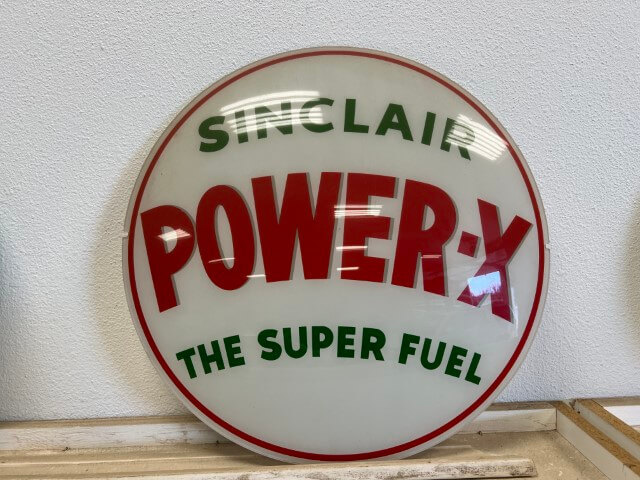 SINCLAIR
POWER-X
THE SUPER FUEL